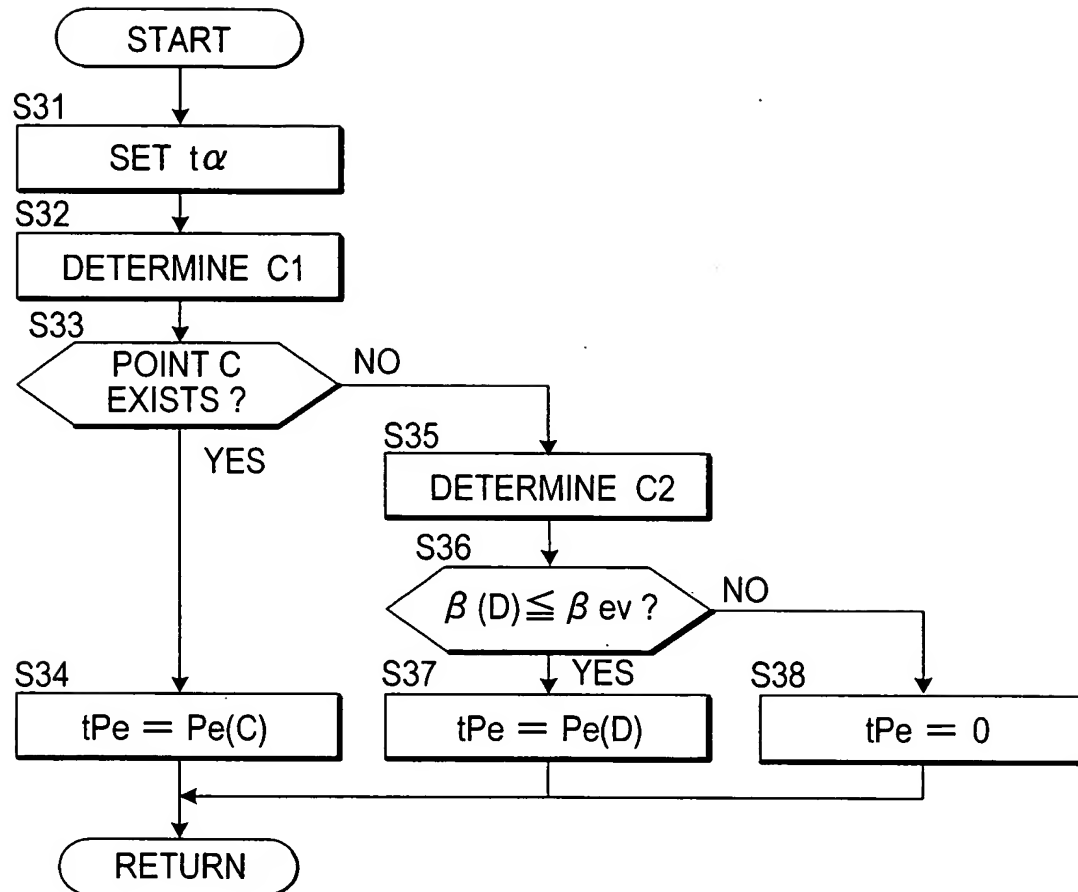 START
S31
SET tα
S32
DETERMINE C1
S33
POINT C
EXISTS ?
NO
YES
S35
DETERMINE C2
S36
β (D) ≦ β ev ?
NO
YES
S34
tPe = Pe(C)
S37
tPe = Pe(D)
S38
tPe = 0
RETURN